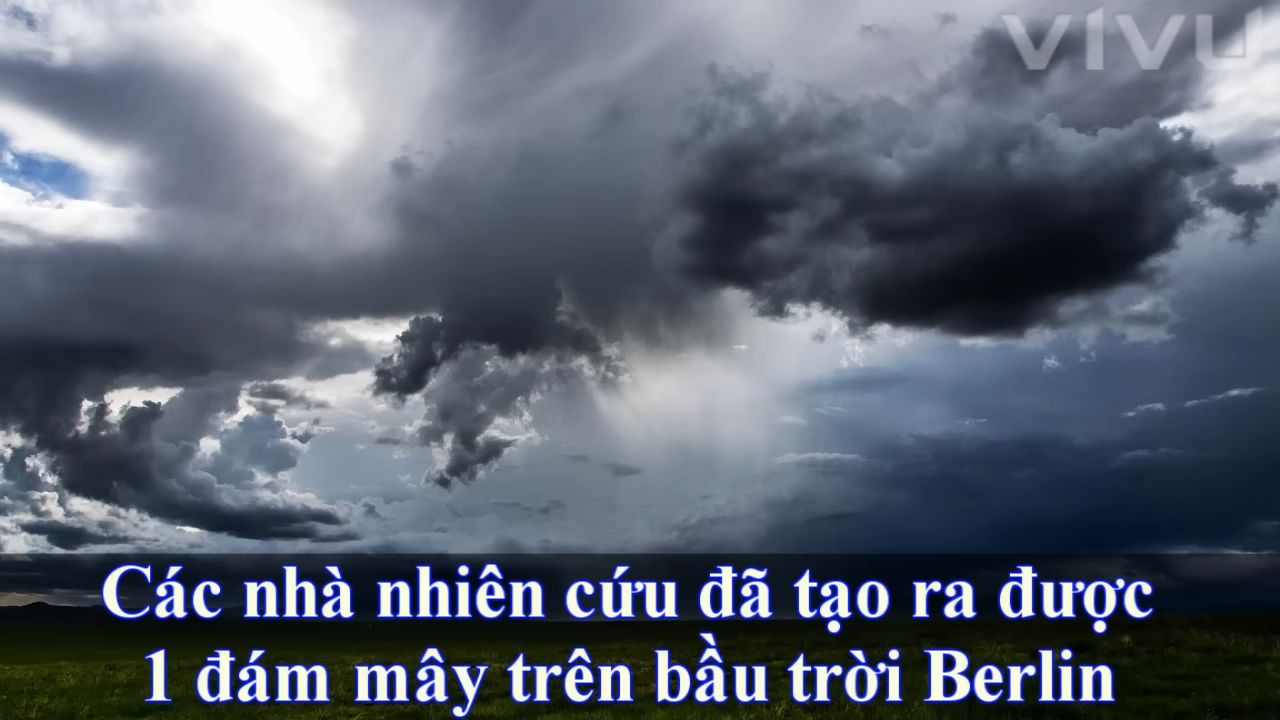 VIVU
Các nhà nhiên cứu đã tạo ra được
1 đám mây trên bầu trời Berlin